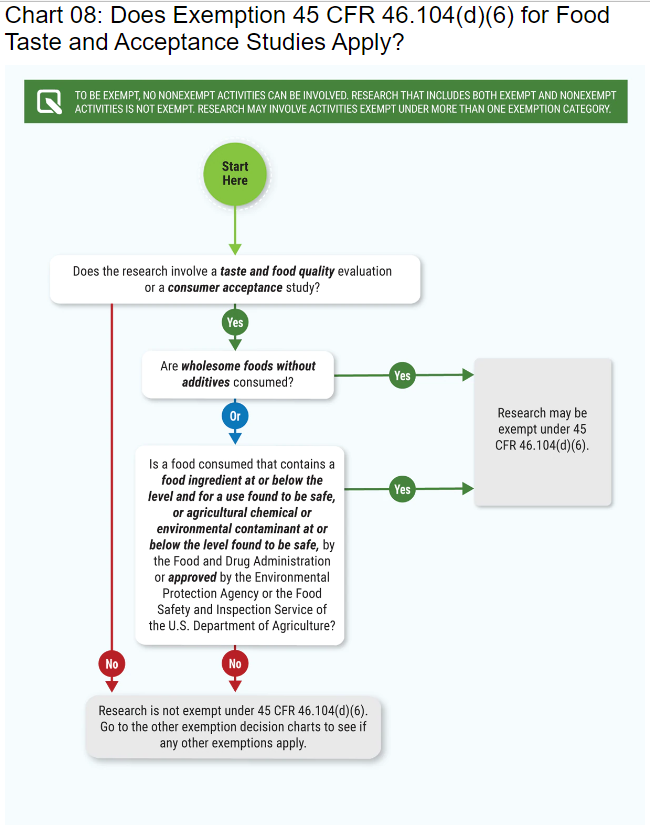 Chart 08: Does Exemption 45 CFR 46.104(d)(6) for Food
Taste and Acceptance Studies Apply?
TO BE EXEMPT, NO NONEXEMPT ACTIVITIES CAN BE INVOLVED. RESEARCH THAT INCLUDES BOTH EXEMPT AND NONEXEMPT
ACTIVITIES IS NOT EXEMPT. RESEARCH MAY INVOLVE ACTIVITIES EXEMPT UNDER MORE THAN ONE EXEMPTION CATEGORY.
Start
Here
Does the research involve a taste and food quality evaluation
or a consumer acceptance study?
Yes
Are wholesome foods without
additives consumed?
Yes
Or
Research may be
exempt under 45
CFR 46.104(d)(6).
Is a food consumed that contains a
food ingredient at or below the
level and for a use found to be safe,
or agricultural chemical or
environmental contaminant at or
below the level found to be safe, by
the Food and Drug Administration
or approved by the Environmental
Protection Agency or the Food
Safety and Inspection Service of
the U.S. Department of Agriculture?
Yes
No
No
Research is not exempt under 45 CFR 46.104(d)(6).
Go to the other exemption decision charts to see if
any other exemptions apply.